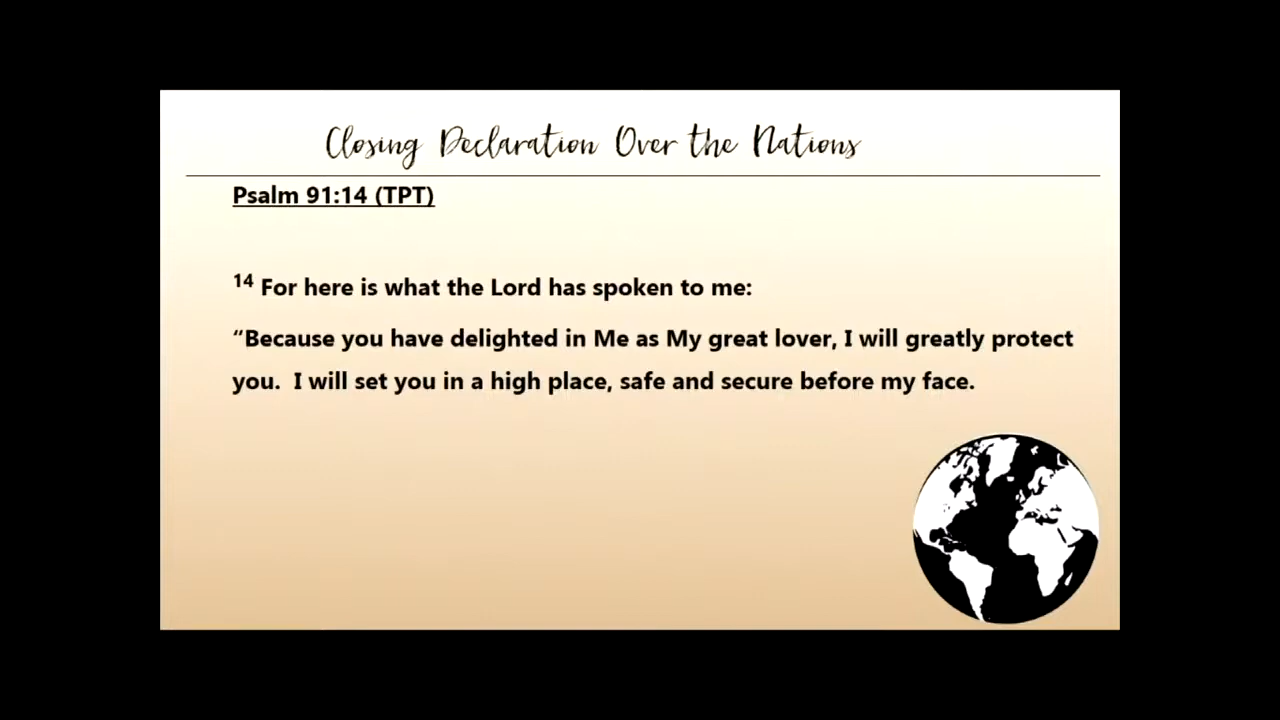 Closing Declaration Over the Nations
Psalm 91:14 (TPT)
14 For here is what the Lord has spoken to me:
“Because you have delighted in Me as My great lover, I will greatly protect
you.  I will set you in a high place, safe and secure before my face.